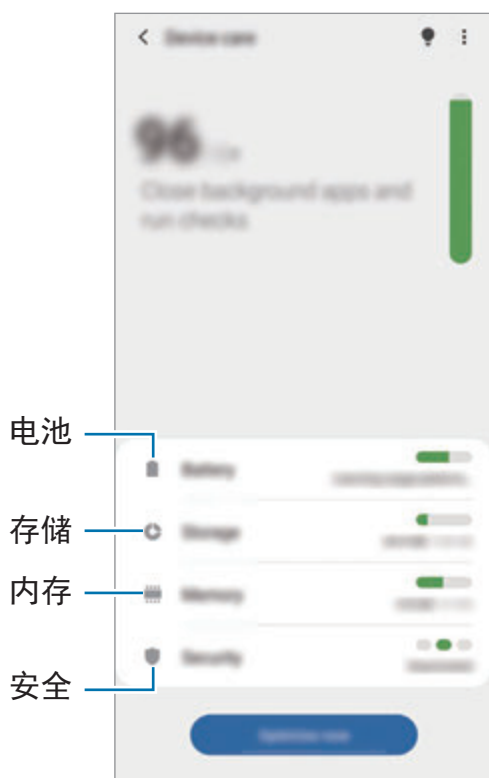 Device care
96
Close background apps and
run checks
电池
Battery
存储
Storage
内存
Memory
安全
Security
Optimize now